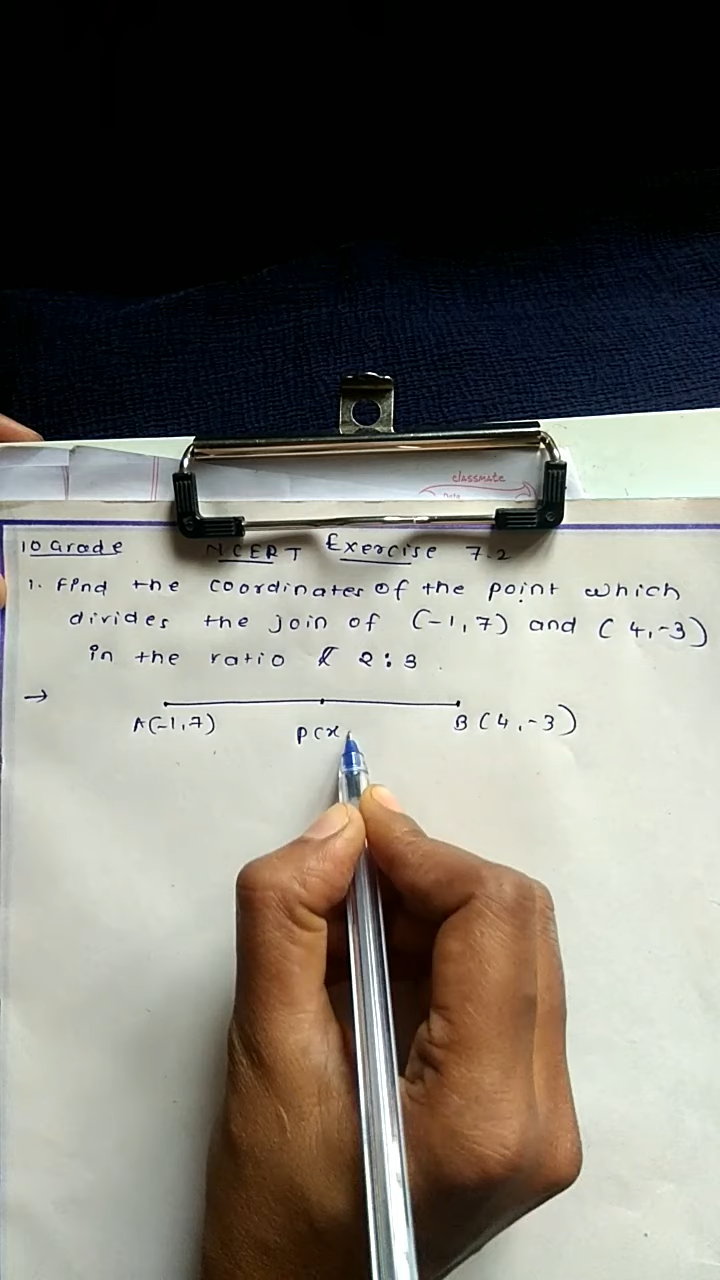 classmate
Date
10 Grade NCERT Exercise 7.2
1. Find the coordinates of the point which
divides the join of (-1,7) and (4,-3)
in the ratio 2:3.
→
A(-1,7) P(x B(4,-3)